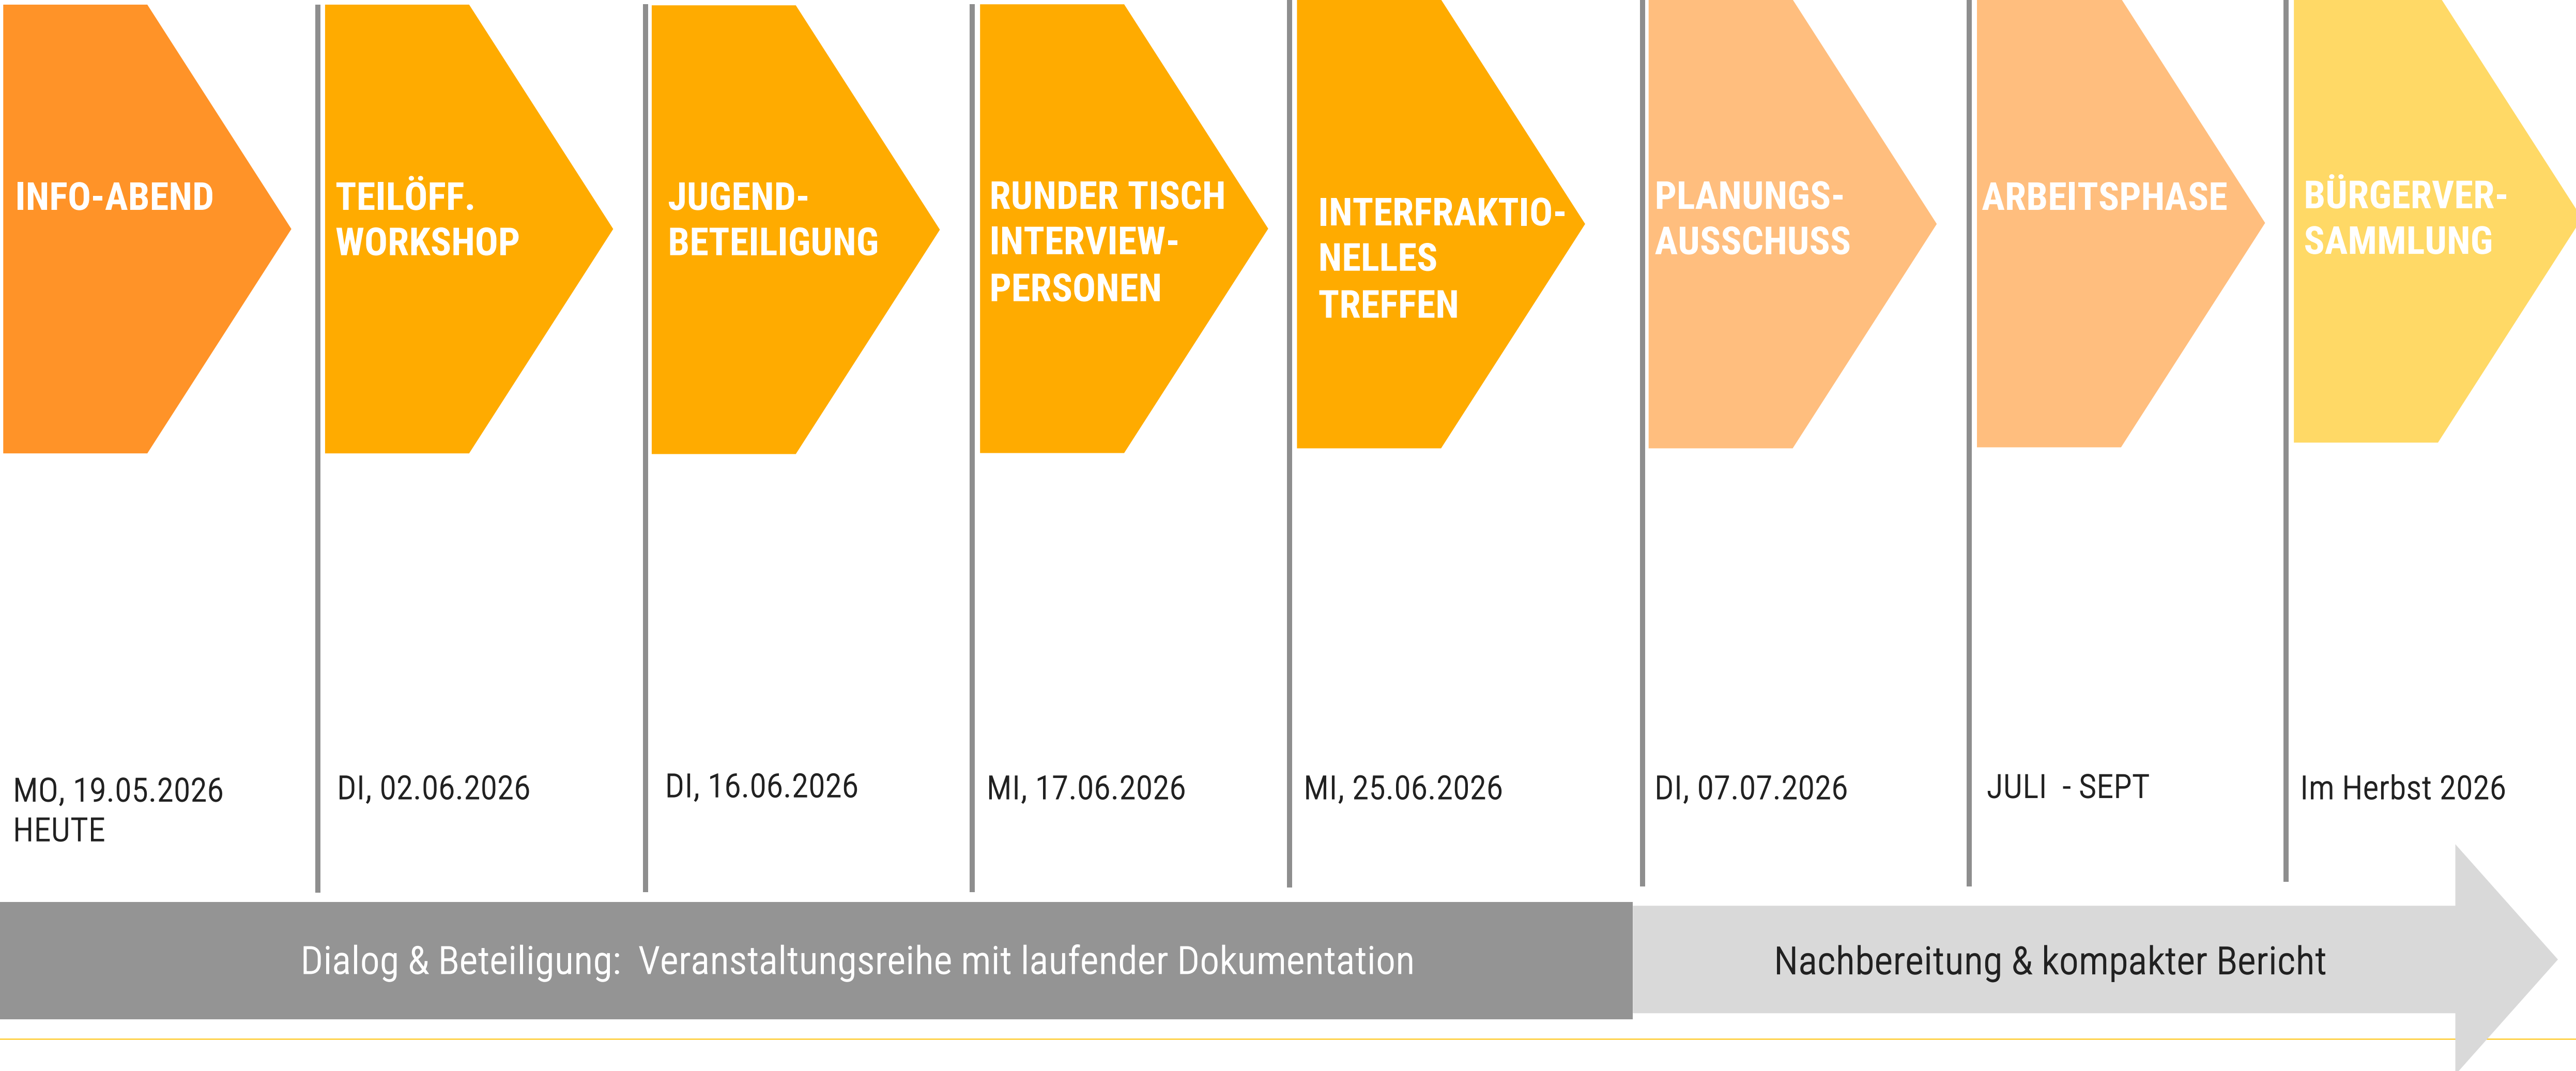 INFO-ABEND
TEILÖFF.
WORKSHOP
JUGEND-
BETEILIGUNG
RUNDER TISCH
INTERVIEW-
PERSONEN
INTERFRAKTIO-
NELLES
TREFFEN
PLANUNGS-
AUSSCHUSS
ARBEITSPHASE
BÜRGERVER-
SAMMLUNG
MO, 19.05.2026
HEUTE
DI, 02.06.2026
DI, 16.06.2026
MI, 17.06.2026
MI, 25.06.2026
DI, 07.07.2026
JULI  - SEPT
Im Herbst 2026
Dialog & Beteiligung:  Veranstaltungsreihe mit laufender Dokumentation
Nachbereitung & kompakter Bericht